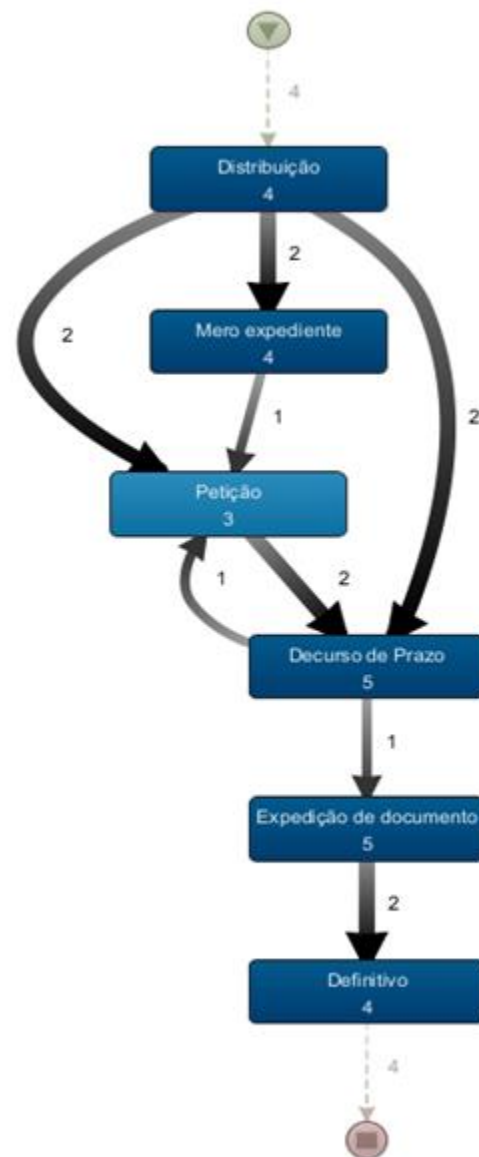 4
Distribuição
4
2
2
2
Mero expediente
4
1
Petição
3
1
2
Decurso de Prazo
5
1
Expedição de documento
5
2
Definitivo
4
4